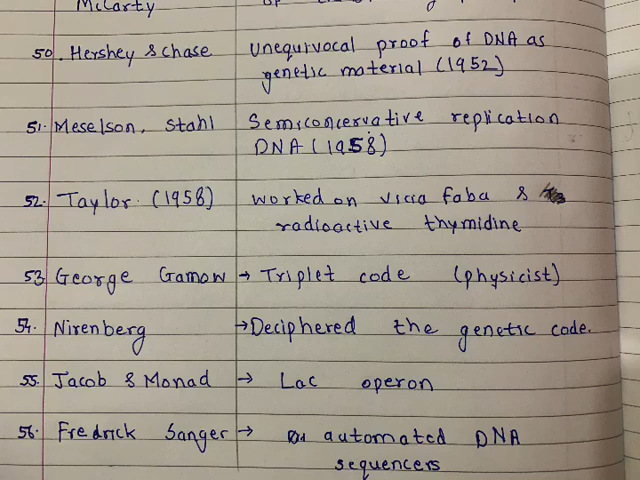 McCarty
50. Hershey & chase Unequivocal proof of DNA as
genetic material (1952)
51. Meselson, Stahl Semiconcervative replication
DNA (1958)
52. Taylor (1958) worked on vicia faba &
radioactive thymidine
53 George Gamow → Triplet code (physicist)
54. Nirenberg → Deciphered the genetic code.
55. Jacob & Monad → Lac operon
56. Fredrick Sanger → automated DNA
sequencers